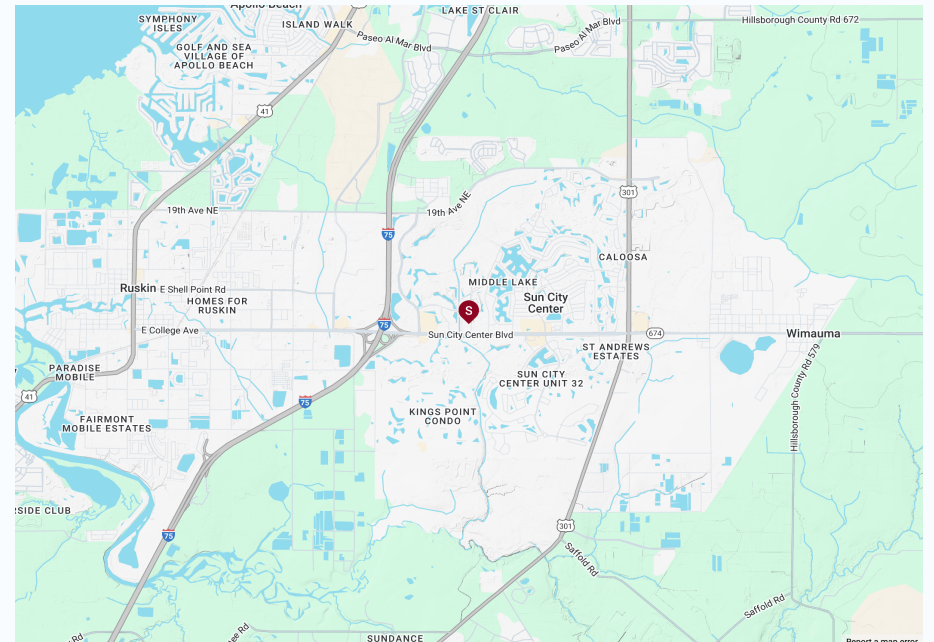 Apollo Beach
LAKE ST CLAIR
SYMPHONY
ISLES
ISLAND WALK
Hillsborough County Rd 672
Paseo Al Mar Blvd
Paseo Al Mar Blvd
GOLF AND SEA
VILLAGE OF
APOLLO BEACH
41
301
19th Ave NE
19th Ave NE
75
CALOOSA
MIDDLE LAKE
Ruskin
E Shell Point Rd
HOMES FOR
RUSKIN
Sun City
Center
S
75
E College Ave
Sun City Center Blvd
674
Wimauma
ST ANDREWS
ESTATES
PARADISE
MOBILE
SUN CITY
CENTER UNIT 32
41
75
Hillsborough County Rd 579
KINGS POINT
CONDO
FAIRMONT
MOBILE ESTATES
RSIDE CLUB
301
75
Saffold Rd
Saffold Rd
ee Rd
Rd
SUNDANCE
Report a map error